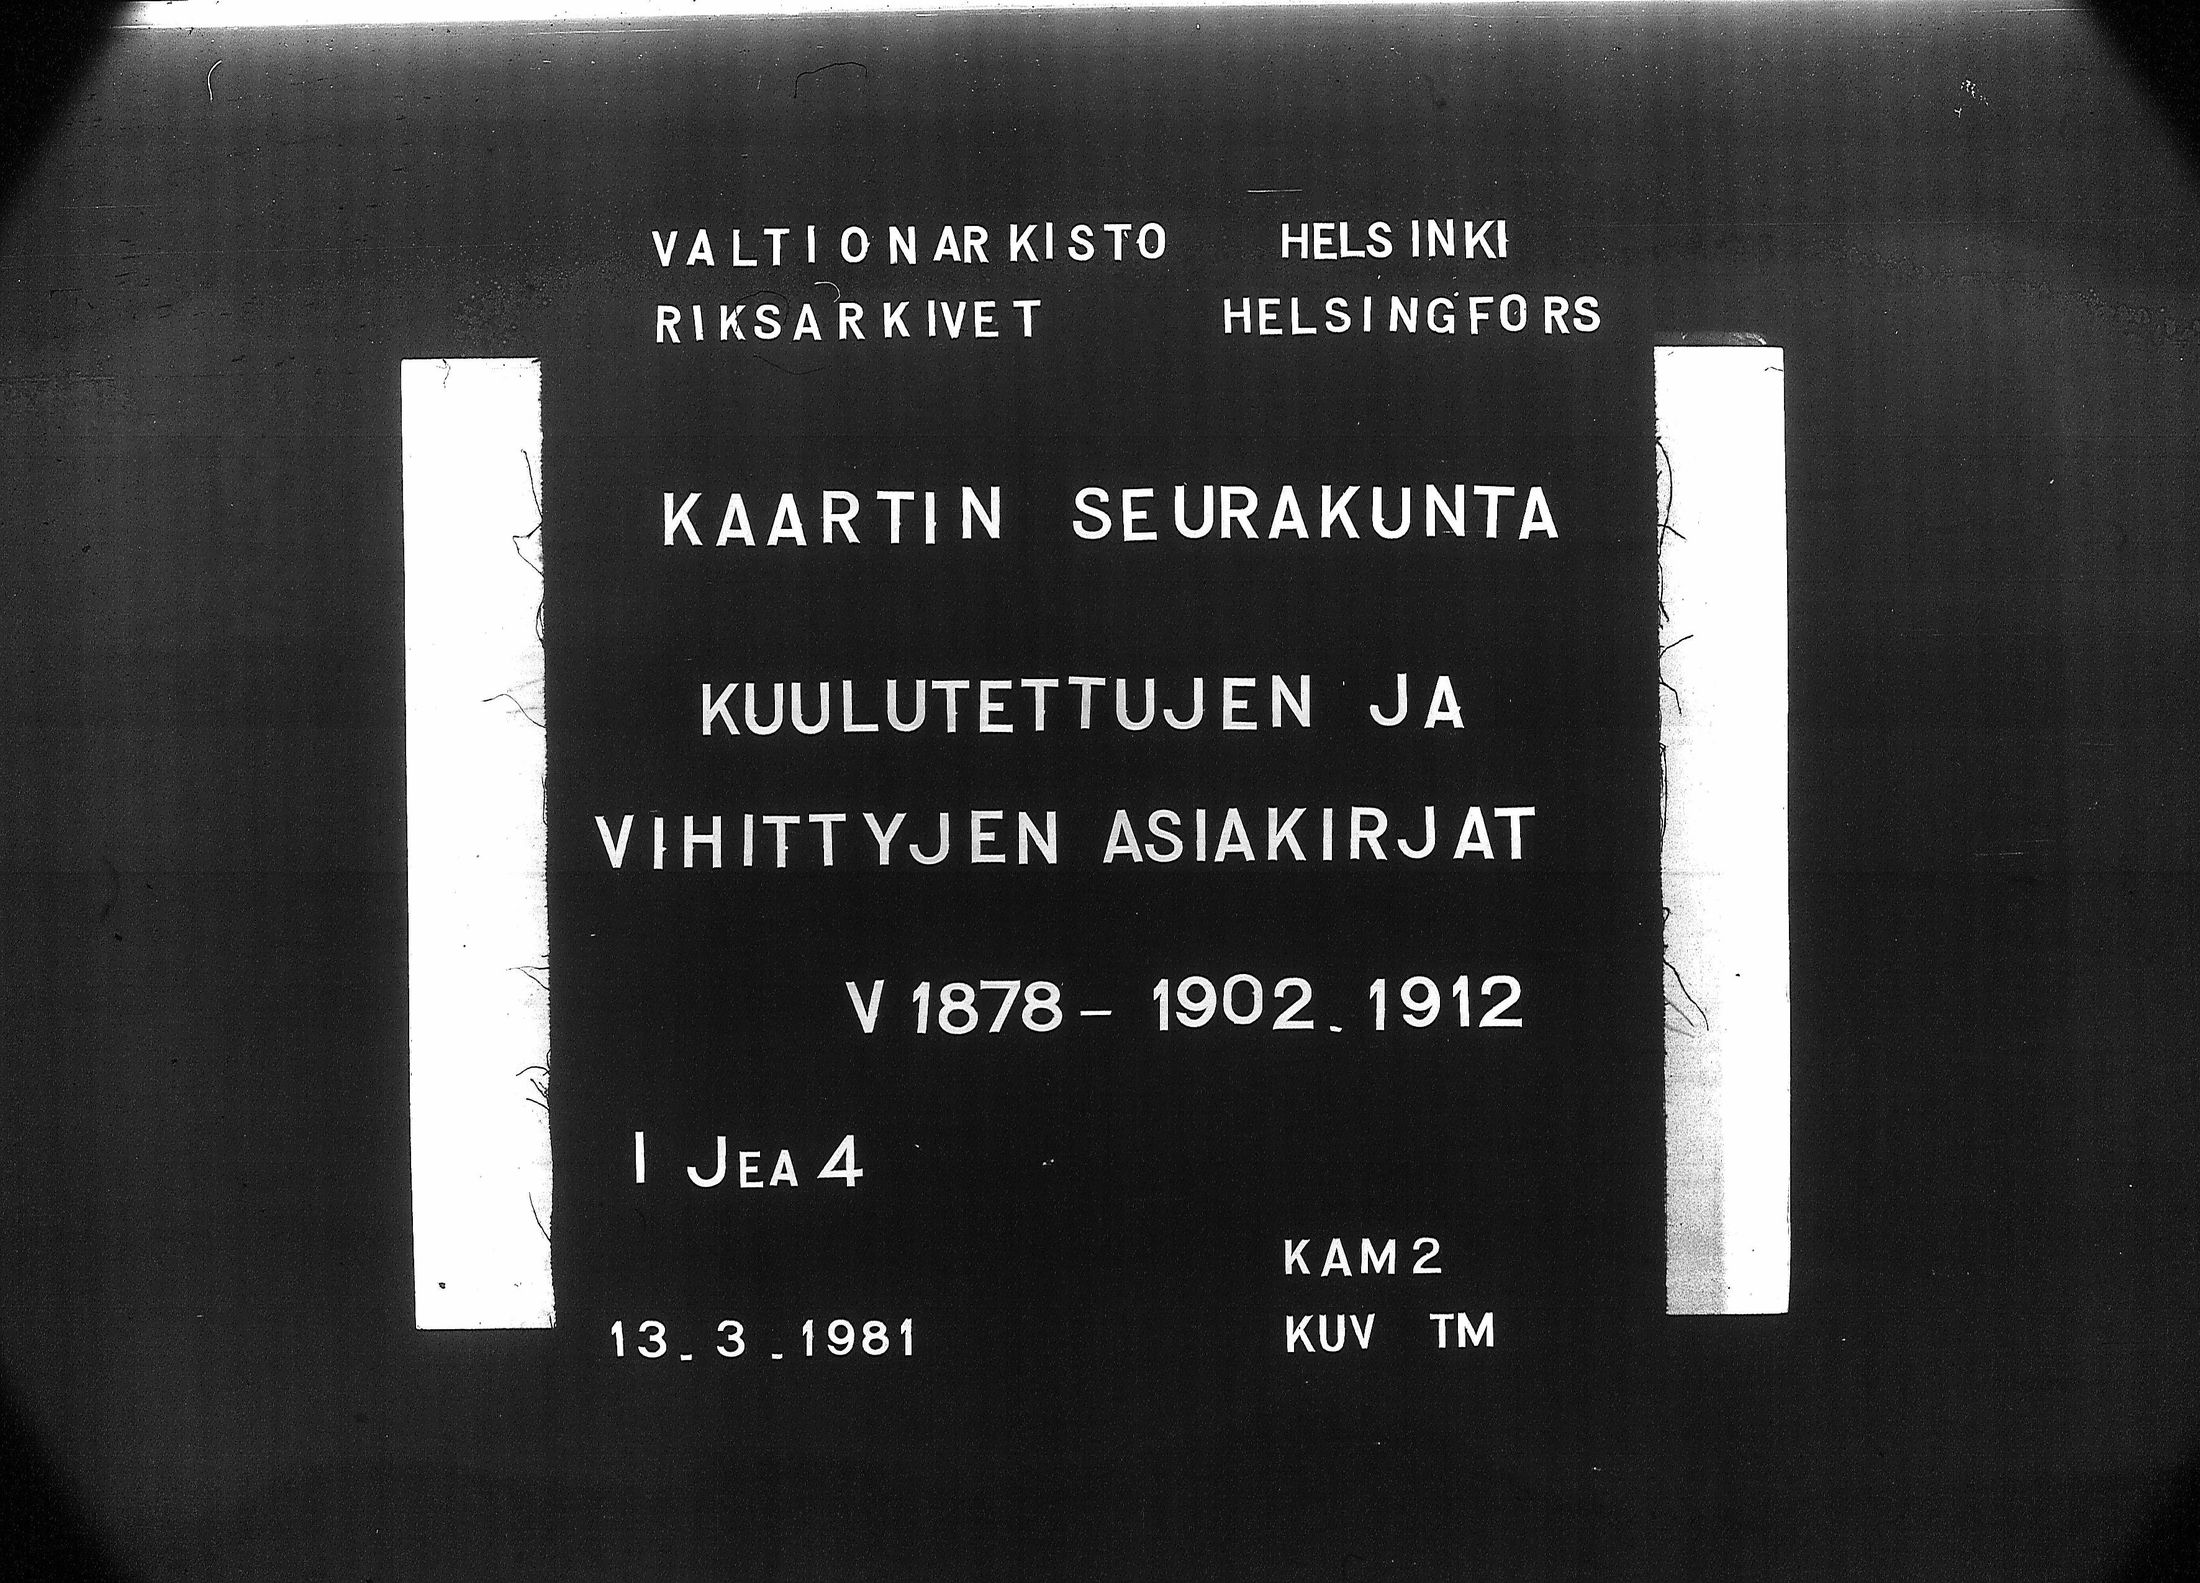 VALTIONARKISTO HELSINKI
RIKSARKIVET HELSINGFORS
KAARTIN SEURAKUNTA
KUULUTETTUJEN JA
VIHITTYJEN ASIAKIRJAT
V 1878 – 1902. 1912
I JEA 4
KAM 2
13. 3. 1981 KUV TM